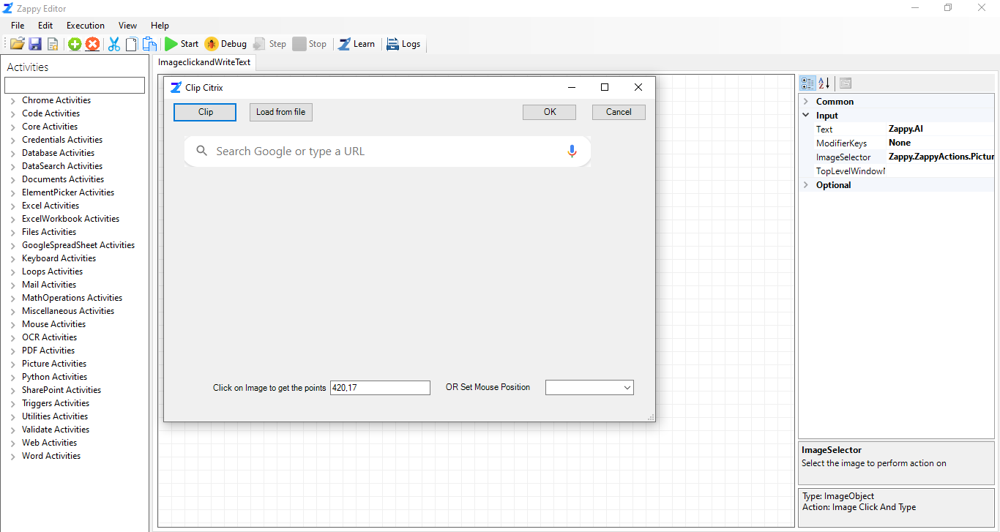 Zappy Editor
File Edit Execution View Help
Start Debug Step Stop Learn Logs
Activities
Chrome Activities
Code Activities
Core Activities
Credentials Activities
Database Activities
DataSearch Activities
Documents Activities
ElementPicker Activities
Excel Activities
ExcelWorkbook Activities
Files Activities
GoogleSpreadSheet Activities
Keyboard Activities
Loops Activities
Mail Activities
MathOperations Activities
Miscellaneous Activities
Mouse Activities
OCR Activities
PDF Activities
Picture Activities
Python Activities
SharePoint Activities
Triggers Activities
Utilities Activities
Validate Activities
Web Activities
Word Activities
ImageclickandWriteText
Clip Citrix
Clip Load from file OK Cancel
Search Google or type a URL
Click on Image to get the points 420,17 OR Set Mouse Position
Common
Input
Text Zappy.AI
ModifierKeys None
ImageSelector Zappy.ZappyActions.Pictur
TopLevelWindow
Optional
ImageSelector
Select the image to perform action on
Type: ImageObject
Action: Image Click And Type